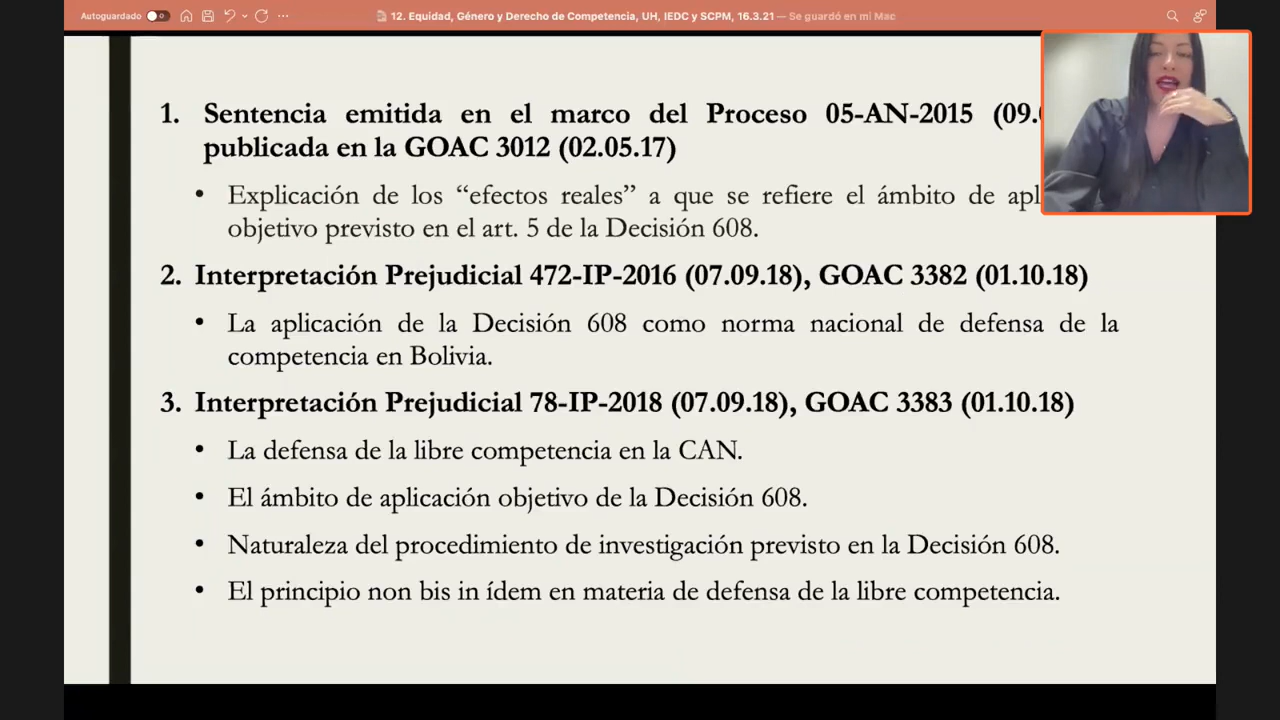 Autoguardado
12. Equidad, Género y Derecho de Competencia, UH, IEDC y SCPM, 16.3.21 — Se guardó en mi Mac
1. Sentencia emitida en el marco del Proceso 05-AN-2015
publicada en la GOAC 3012 (02.05.17)
• Explicación de los “efectos reales” a que se refiere el ámbito de
objetivo previsto en el art. 5 de la Decisión 608.
2. Interpretación Prejudicial 472-IP-2016 (07.09.18), GOAC 3382 (01.10.18)
• La aplicación de la Decisión 608 como norma nacional de defensa de la
competencia en Bolivia.
3. Interpretación Prejudicial 78-IP-2018 (07.09.18), GOAC 3383 (01.10.18)
• La defensa de la libre competencia en la CAN.
• El ámbito de aplicación objetivo de la Decisión 608.
• Naturaleza del procedimiento de investigación previsto en la Decisión 608.
• El principio non bis in ídem en materia de defensa de la libre competencia.